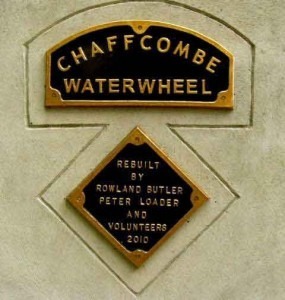 CHAFFCOMBE
WATERWHEEL
REBUILT
BY
ROWLAND BUTLER
PETER LOADER
AND
VOLUNTEERS
2010